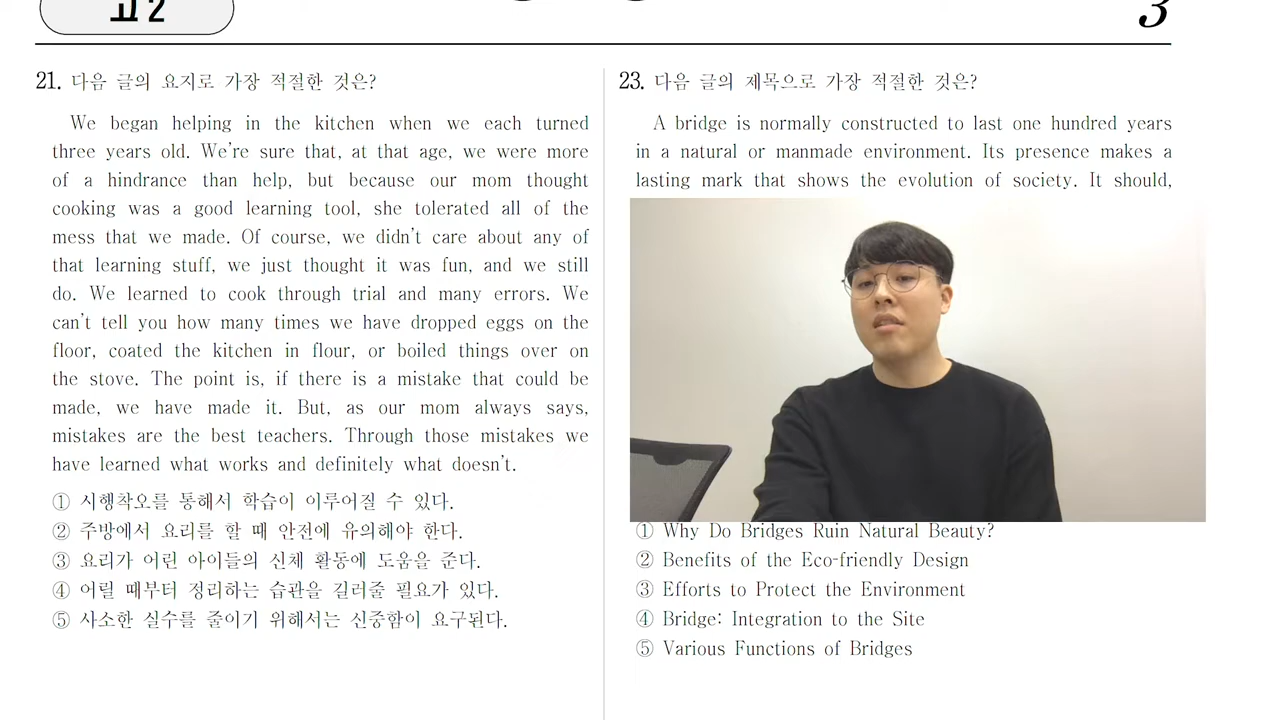 고2
3
21. 다음 글의 요지로 가장 적절한 것은?
We began helping in the kitchen when we each turned
three years old. We're sure that, at that age, we were more
of a hindrance than help, but because our mom thought
cooking was a good learning tool, she tolerated all of the
mess that we made. Of course, we didn't care about any of
that learning stuff, we just thought it was fun, and we still
do. We learned to cook through trial and many errors. We
can't tell you how many times we have dropped eggs on the
floor, coated the kitchen in flour, or boiled things over on
the stove. The point is, if there is a mistake that could be
made, we have made it. But, as our mom always says,
mistakes are the best teachers. Through those mistakes we
have learned what works and definitely what doesn't.
① 시행착오를 통해서 학습이 이루어질 수 있다.
② 주방에서 요리를 할 때 안전에 유의해야 한다.
③ 요리가 어린 아이들의 신체 활동에 도움을 준다.
④ 어릴 때부터 정리하는 습관을 길러줄 필요가 있다.
⑤ 사소한 실수를 줄이기 위해서는 신중함이 요구된다.
23. 다음 글의 제목으로 가장 적절한 것은?
A bridge is normally constructed to last one hundred years
in a natural or manmade environment. Its presence makes a
lasting mark that shows the evolution of society. It should,
① Why Do Bridges Ruin Natural Beauty?
② Benefits of the Eco-friendly Design
③ Efforts to Protect the Environment
④ Bridge: Integration to the Site
⑤ Various Functions of Bridges